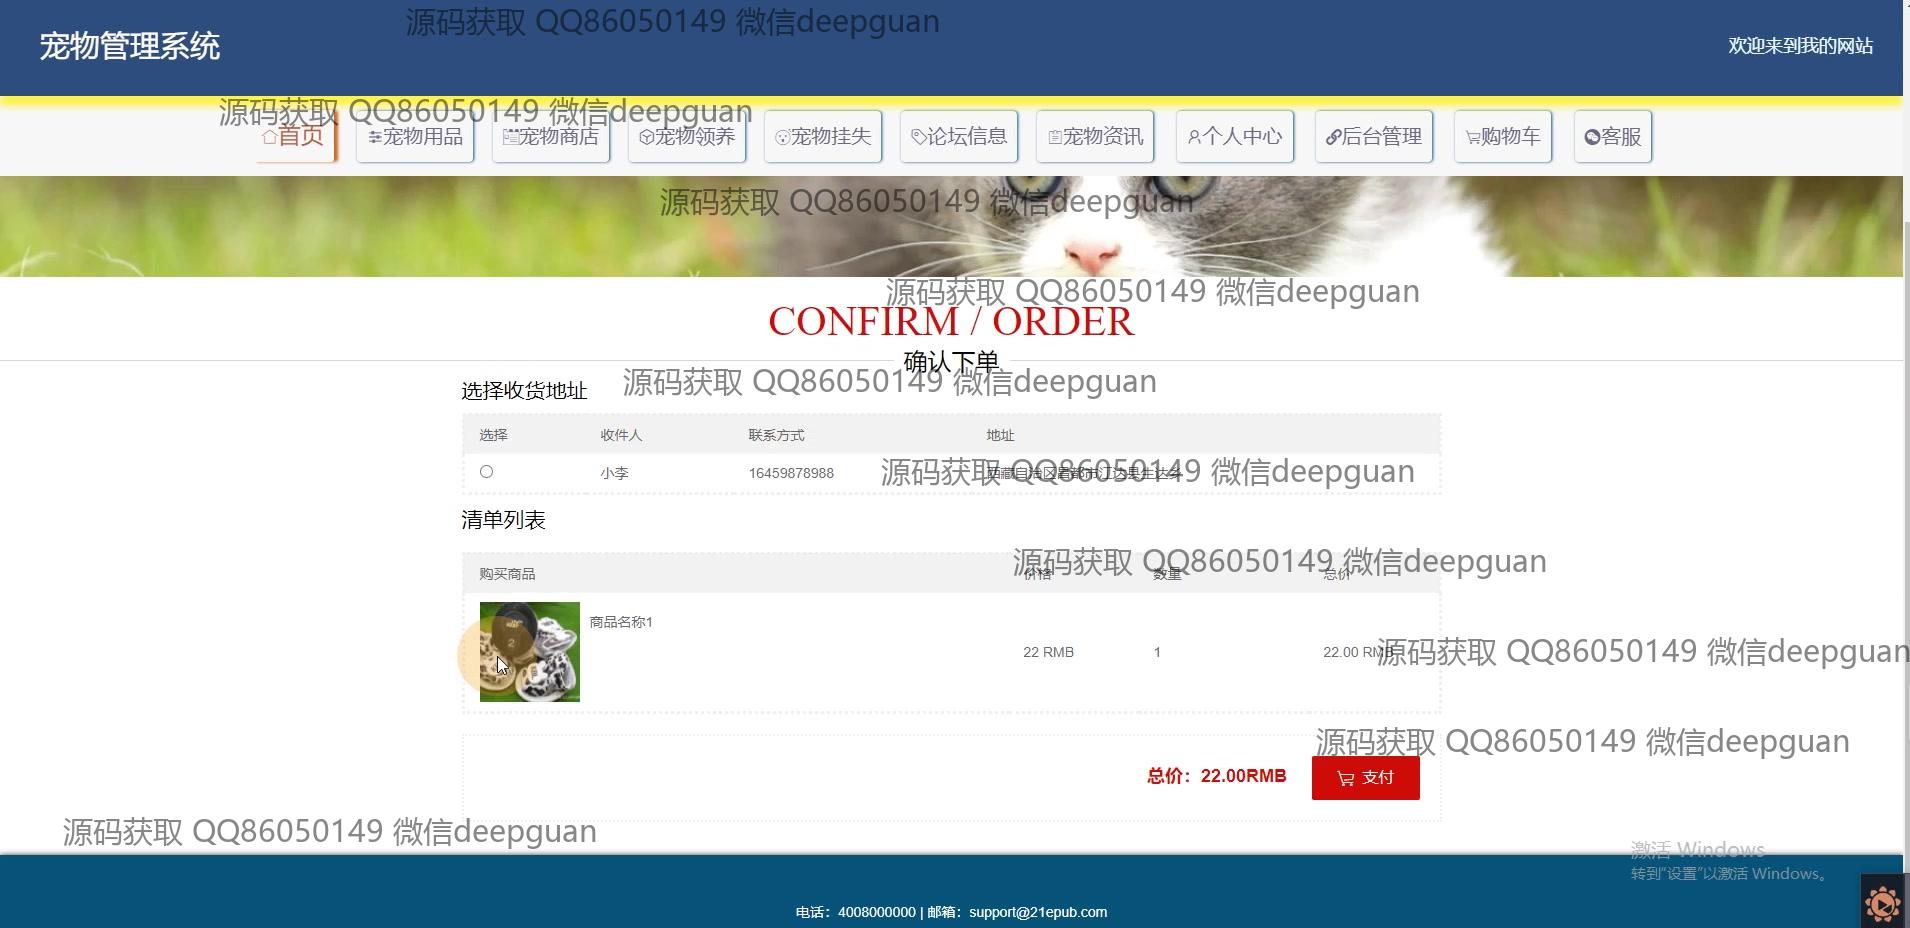 源码获取 QQ86050149 微信deepguan
宠物管理系统
欢迎来到我的网站
源码获取 QQ86050149 微信deepguan
首页 宠物用品 宠物商店 宠物领养 宠物挂失 论坛信息 宠物资讯 个人中心 后台管理 购物车 客服
源码获取 QQ86050149 微信deepguan
源码获取 QQ86050149 微信deepguan
CONFIRM / ORDER
确认下单
源码获取 QQ86050149 微信deepguan
选择收货地址
选择 收件人 联系方式 地址
小李 16459878988 西藏自治区昌都市江达县生达乡
源码获取 QQ86050149 微信deepguan
清单列表
源码获取 QQ86050149 微信deepguan
购买商品 价格 数量 总价
商品名称1
22 RMB 1 22.00 RMB
源码获取 QQ86050149 微信deepguan
源码获取 QQ86050149 微信deepguan
总价：22.00RMB 支付
源码获取 QQ86050149 微信deepguan
激活 Windows
转到“设置”以激活 Windows。
电话：4008000000 | 邮箱：support@21epub.com